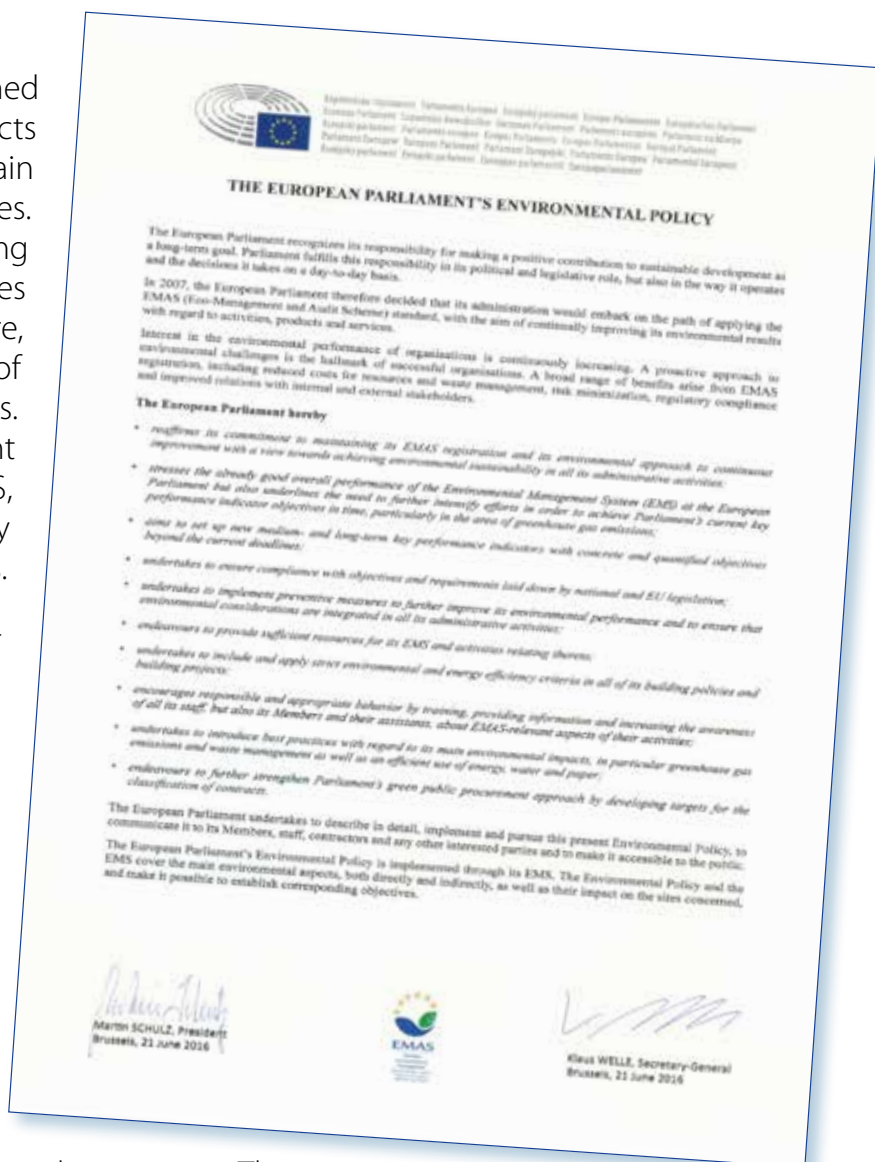 ned
cts
ain
es.
ng
es
re,
of
s.
nt
S,
y
.
THE EUROPEAN PARLIAMENT'S ENVIRONMENTAL POLICY
The European Parliament recognizes its responsibility for making a positive contribution to sustainable development as
a long-term goal. Parliament fulfills this responsibility in its political and legislative role, but also in the way it operates
and the decisions it takes on a day-to-day basis.
In 2007, the European Parliament therefore decided that its administration would embark on the path of applying the
EMAS (Eco-Management and Audit Scheme) standard, with the aim of continually improving its environmental results
with regard to activities, products and services.
Interest in the environmental performance of organisations is continuously increasing. A proactive approach to
environmental challenges is the hallmark of successful organisations. A broad range of benefits arise from EMAS
registration, including reduced costs for resources and waste management, risk minimization, regulatory compliance
and improved relations with internal and external stakeholders.
The European Parliament hereby
• reaffirms its commitment to maintaining its EMAS registration and its environmental approach to continuous
improvement with a view towards achieving environmental sustainability in all its administrative activities;
• stresses the already good overall performance of the Environmental Management System (EMS) at the European
Parliament but also underlines the need to further intensify efforts in order to achieve Parliament's current key
performance indicator objectives in time, particularly in the area of greenhouse gas emissions;
• aims to set up new medium- and long-term key performance indicators with concrete and quantified objectives
beyond the current deadlines;
• undertakes to ensure compliance with objectives and requirements laid down by national and EU legislation;
• undertakes to implement preventive measures to further improve its environmental performance and to ensure that
environmental considerations are integrated in all its administrative activities;
• endeavours to provide sufficient resources for its EMS and activities relating thereto;
• undertakes to include and apply strict environmental and energy efficiency criteria in all of its building policies and
building projects;
• encourages responsible and appropriate behavior by training, providing information and increasing the awareness
of all its staff, but also its Members and their assistants, about EMAS-relevant aspects of their activities;
• undertakes to introduce best practices with regard to its main environmental impacts, in particular greenhouse gas
emissions and waste management as well as an efficient use of energy, water and paper;
• endeavours to further strengthen Parliament's green public procurement approach by developing targets for the
classification of contracts.
The European Parliament undertakes to describe in detail, implement and pursue this present Environmental Policy, to
communicate it to its Members, staff, contractors and any other interested parties and to make it accessible to the public.
The European Parliament's Environmental Policy is implemented through its EMS. The Environmental Policy and the
EMS cover the main environmental aspects, both directly and indirectly, as well as their impact on the sites concerned,
and make it possible to establish corresponding objectives.
Martin SCHULZ, President
Brussels, 21 June 2016
EMAS
Klaus WELLE, Secretary-General
Brussels, 21 June 2016